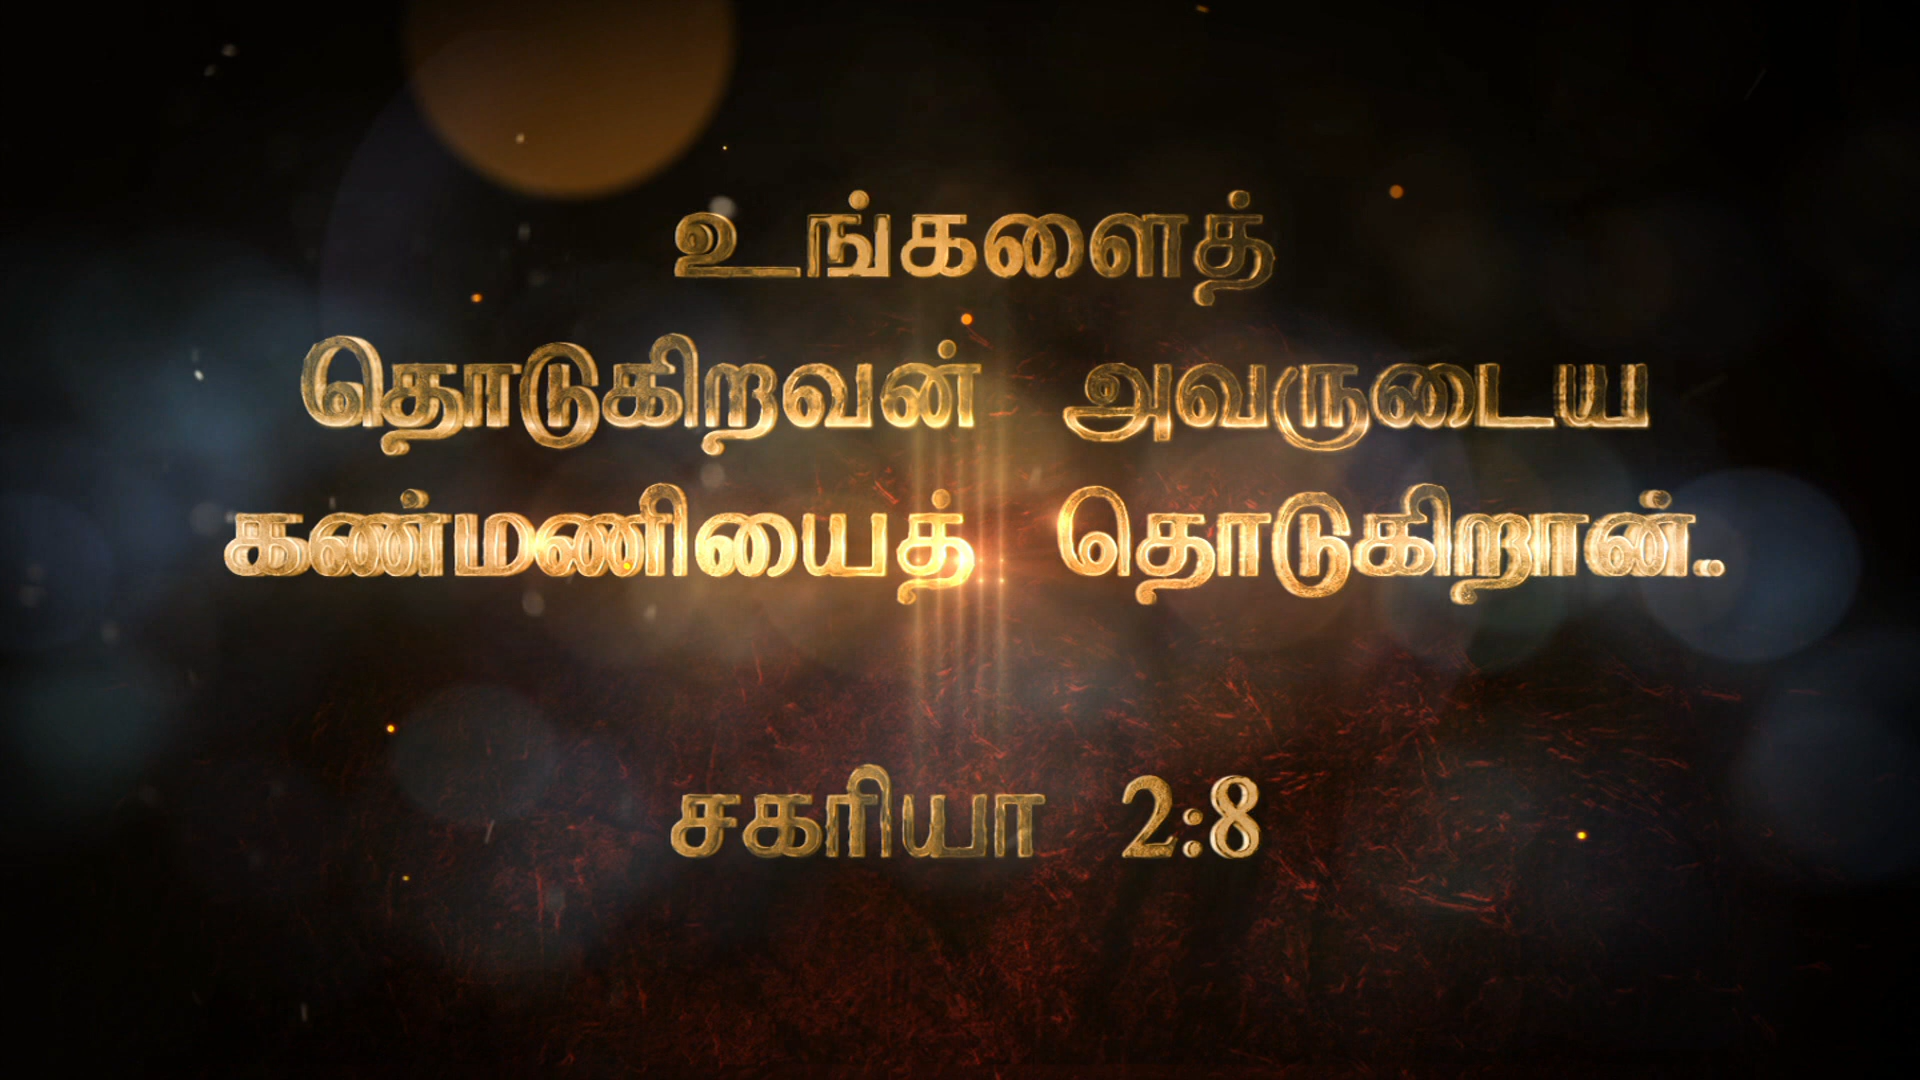 உங்களைத்
தொடுகிறவன் அவருடைய
கண்மணியைத் தொடுகிறான்..
சகரியா 2:8